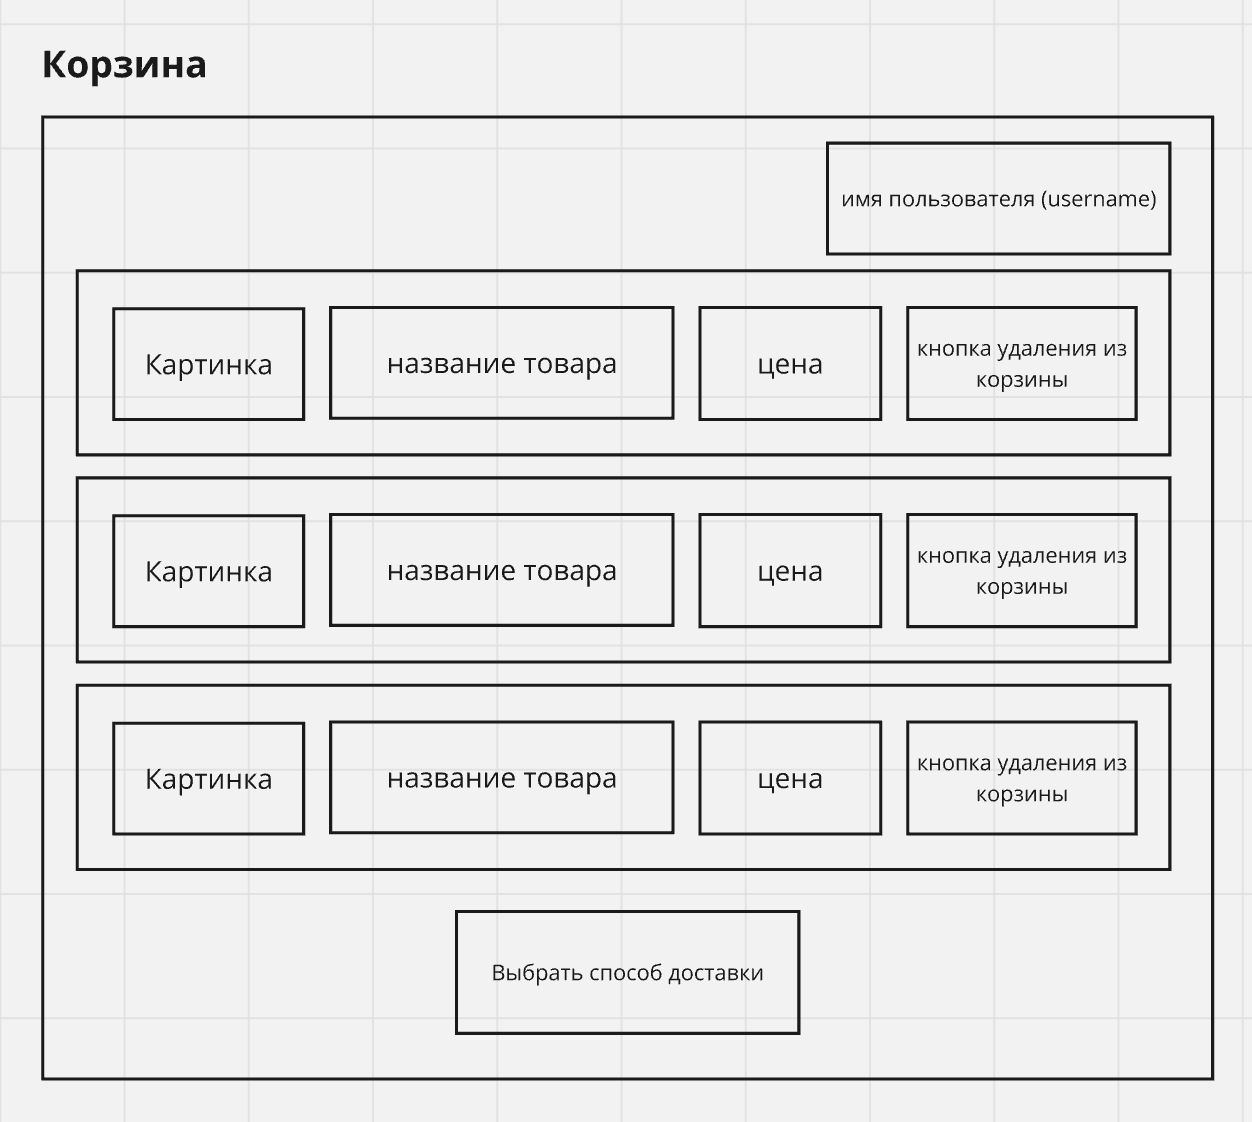 Корзина
имя пользователя (username)
Картинка
название товара
цена
кнопка удаления из
корзины
Картинка
название товара
цена
кнопка удаления из
корзины
Картинка
название товара
цена
кнопка удаления из
корзины
Выбрать способ доставки